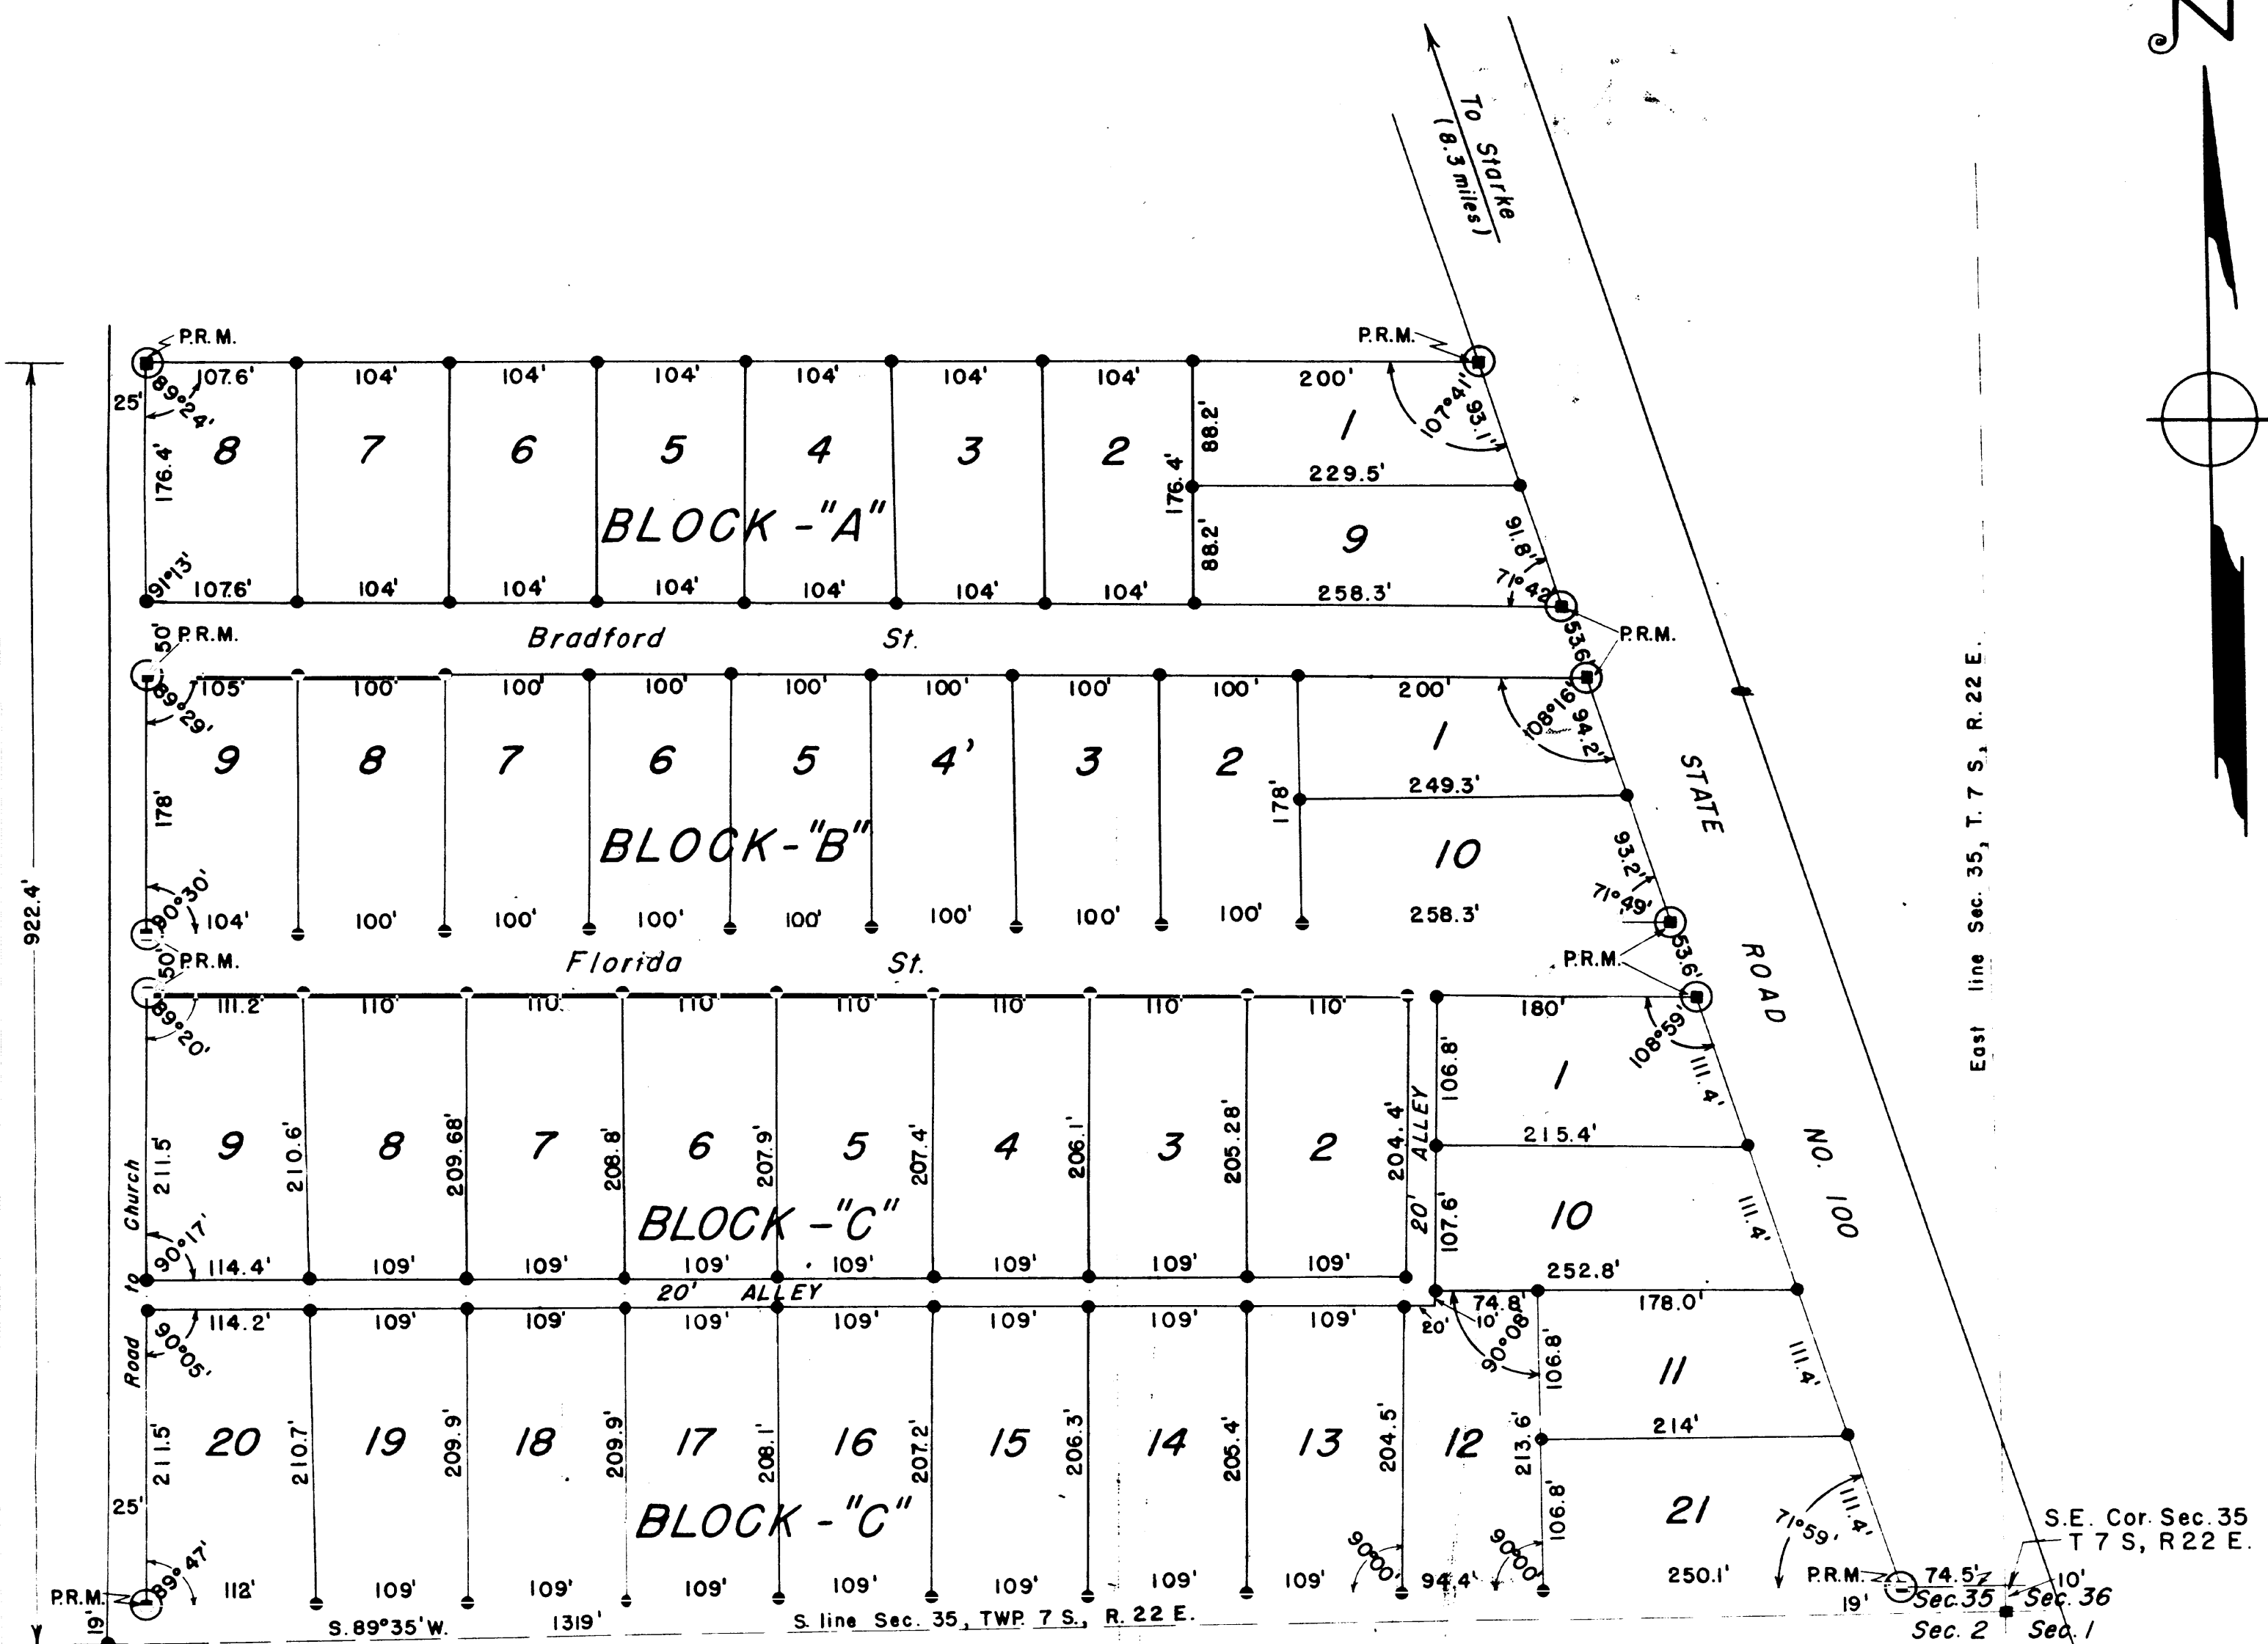 N
To Starke
(8.3 miles)
P.R.M.
P.R.M.
107.6' 104' 104' 104' 104' 104' 104' 200'
25' 89°24' 107°41' 93.1'
176.4' 8 7 6 5 4 3 2 88.2' 1
176.4' 229.5'
BLOCK -"A"
88.2' 9 91.8'
91°13' 71°42'
107.6' 104' 104' 104' 104' 104' 104' 258.3'
50' P.R.M. Bradford St. 53.6' P.R.M.
105' 100' 100' 100' 100' 100' 100' 100' 200'
89°29' 108°16' 94.2'
9 8 7 6 5 4' 3 2 1
178' 178' 249.3'
BLOCK-"B" 10 93.2'
90°30' 71°49'
104' 100' 100' 100' 100' 100' 100' 100' 258.3'
50' P.R.M. Florida St. P.R.M. 53.6'
111.2' 110' 110' 110' 110' 110' 110' 110' 180'
89°20' 108°59'
106.8' 1 111.4'
211.5' 9 210.6' 8 209.68' 7 208.8' 6 207.9' 5 207.4' 4 206.1' 3 205.28' 2 204.4' 20' ALLEY 215.4'
BLOCK -"C" 107.6' 10 111.4'
90°17'
114.4' 109' 109' 109' 109' 109' 109' 109' 252.8'
20' ALLEY
74.8' 178.0'
114.2' 109' 109' 109' 109' 109' 109' 109' 20' 10'
90°05' 90°08' 106.8' 11 111.4'
211.5' 20 210.7' 19 209.9' 18 209.9' 17 208.1' 16 207.2' 15 206.3' 14 205.4' 13 204.5' 12 213.6' 214'
25' BLOCK -"C" 106.8' 21 111.4'
89°47' 90°00' 90°00' 71°59'
P.R.M. 112' 109' 109' 109' 109' 109' 109' 109' 94.4' 250.1' P.R.M. 74.5' 10'
19' S. 89°35' W. 1319' S. line Sec. 35, TWP. 7 S., R. 22 E. 19'
Sec. 35 Sec. 36
Sec. 2 Sec. 1
S.E. Cor. Sec. 35
T 7 S, R 22 E.
922.4'
Road to Church
STATE ROAD NO. 100
East line Sec. 35, T. 7 S, R. 22 E.